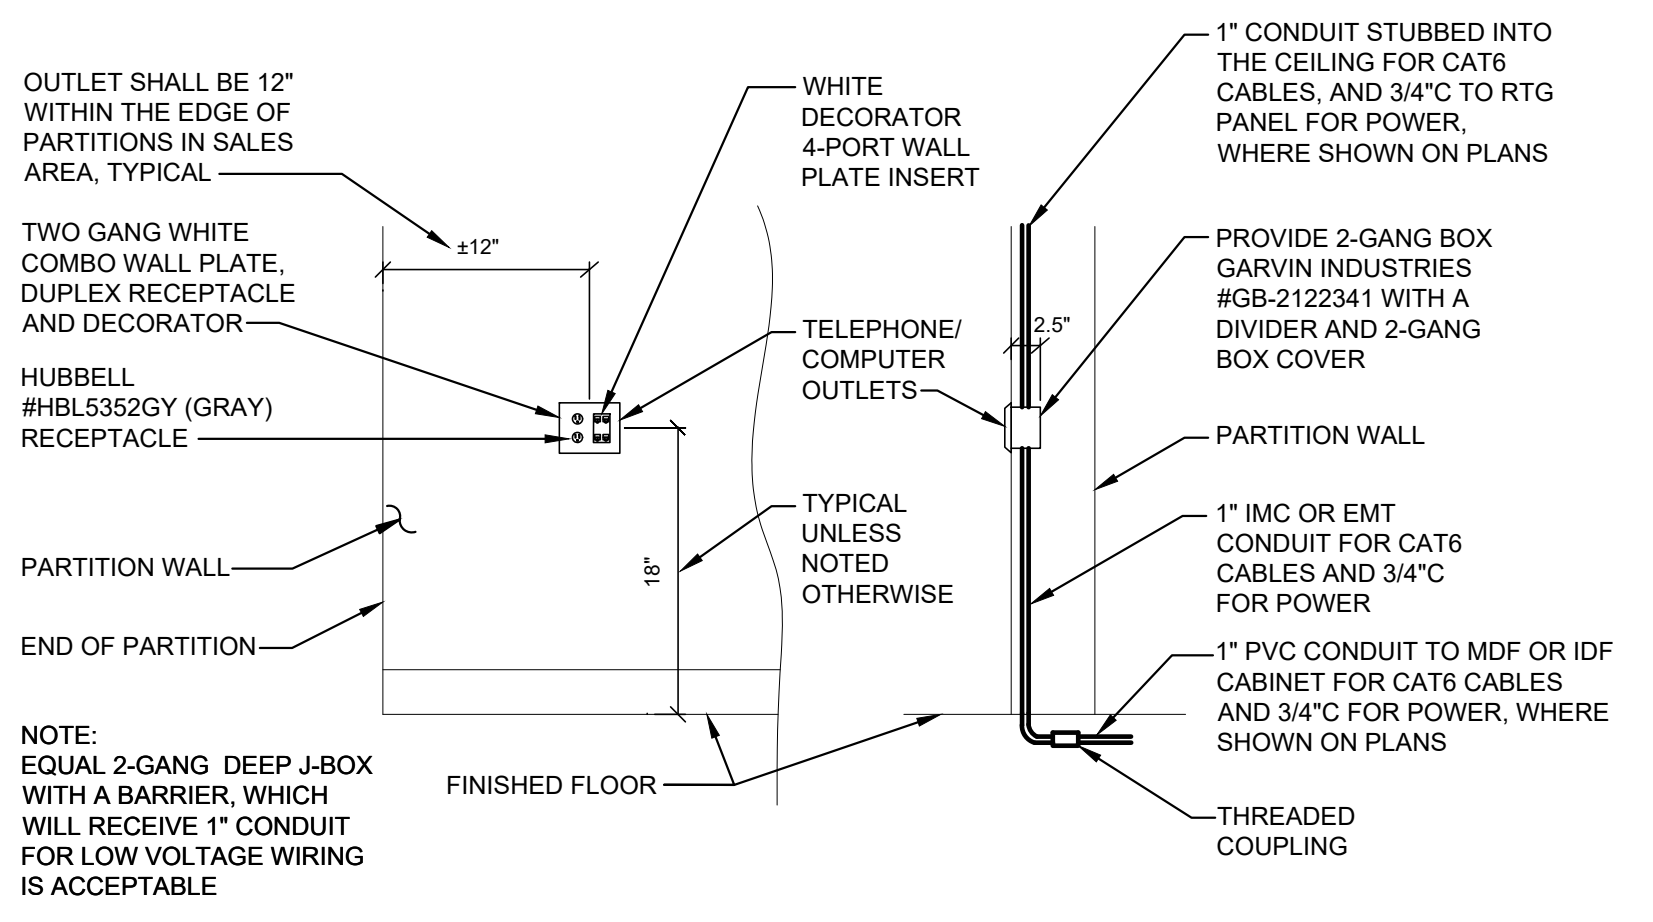 OUTLET SHALL BE 12"
WITHIN THE EDGE OF
PARTITIONS IN SALES
AREA, TYPICAL
TWO GANG WHITE
COMBO WALL PLATE,
DUPLEX RECEPTACLE
AND DECORATOR
HUBBELL
#HBL5352GY (GRAY)
RECEPTACLE
PARTITION WALL
END OF PARTITION
NOTE:
EQUAL 2-GANG  DEEP J-BOX
WITH A BARRIER, WHICH
WILL RECEIVE 1" CONDUIT
FOR LOW VOLTAGE WIRING
IS ACCEPTABLE
±12"
18"
FINISHED FLOOR
WHITE
DECORATOR
4-PORT WALL
PLATE INSERT
TELEPHONE/
COMPUTER
OUTLETS
TYPICAL
UNLESS
NOTED
OTHERWISE
2.5"
1" CONDUIT STUBBED INTO
THE CEILING FOR CAT6
CABLES, AND 3/4"C TO RTG
PANEL FOR POWER,
WHERE SHOWN ON PLANS
PROVIDE 2-GANG BOX
GARVIN INDUSTRIES
#GB-2122341 WITH A
DIVIDER AND 2-GANG
BOX COVER
PARTITION WALL
1" IMC OR EMT
CONDUIT FOR CAT6
CABLES AND 3/4"C
FOR POWER
1" PVC CONDUIT TO MDF OR IDF
CABINET FOR CAT6 CABLES
AND 3/4"C FOR POWER, WHERE
SHOWN ON PLANS
THREADED
COUPLING